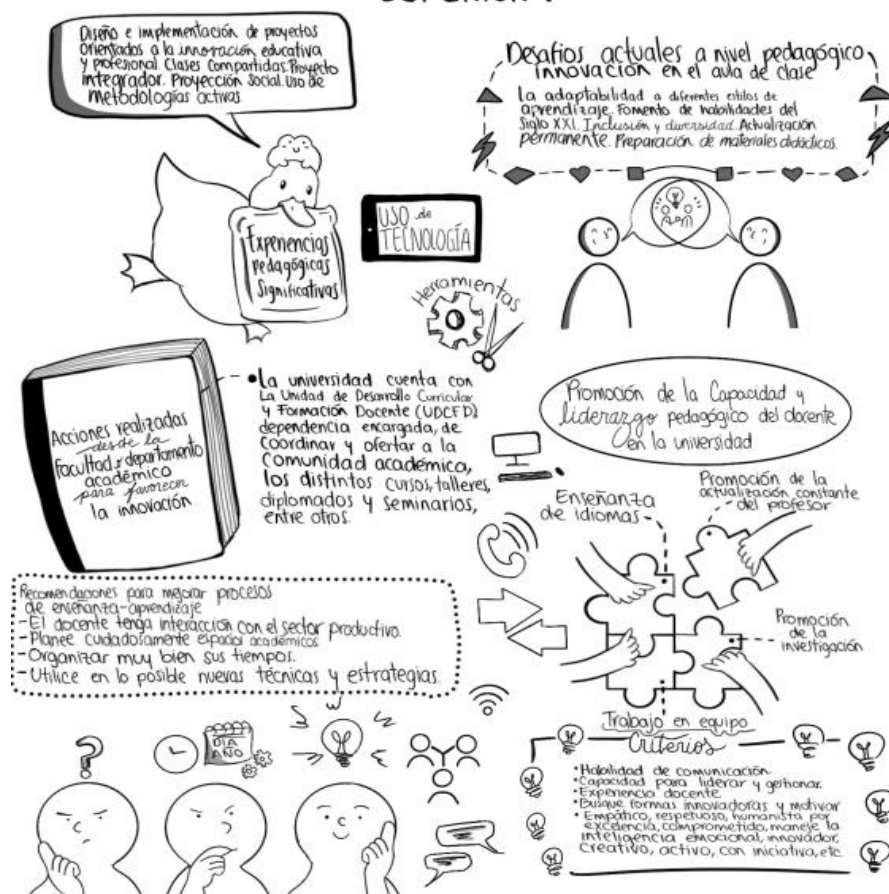 Diseño e implementación de proyectos
orientados a la innovación educativa
y profesional. Clases Compartidas. Proyecto
integrador. Proyección Social. Uso de
metodologías activas.
Desafíos actuales a nivel pedagógico
innovación en el aula de clase
La adaptabilidad a diferentes estilos de
aprendizaje. Fomento de habilidades del
Siglo XXI. Inclusión y diversidad. Actualización
permanente. Preparación de materiales didácticos.
Experiencias
pedagógicas
Significativas
USO de
TECNOLOGÍA
Herramientas
Acciones realizadas
desde la
facultad o departamento
académico
para favorecer
la innovación
•La universidad cuenta con
La Unidad de Desarrollo Curricular
y Formación Docente (UDCFD)
dependencia encargada, de
Coordinar y ofertar a la
Comunidad académica,
los distintos cursos, talleres,
diplomados y seminarios,
entre otros.
Promoción de la Capacidad y
liderazgo pedagógico del docente
en la universidad
Enseñanza
de idiomas
Promoción de la
actualización constante
del profesor
Promoción
de la
investigación
Trabajo en equipo
Recomendaciones para mejorar procesos
de enseñanza-aprendizaje
- El docente tenga interacción con el sector productivo.
- Planee cuidadosamente espacios académicos
- Organizar muy bien sus tiempos.
- Utilice en lo posible nuevas técnicas y estrategias.
?
DIA
AÑO
Criterios
•Habilidad de comunicación.
•Capacidad para liderar y gestionar.
•Experiencia docente
•Busque formas innovadoras y motivar
•Empático, respetuoso, humanista por
excelencia, comprometido, maneje la
inteligencia emocional, innovador,
creativo, activo, con iniciativa, etc